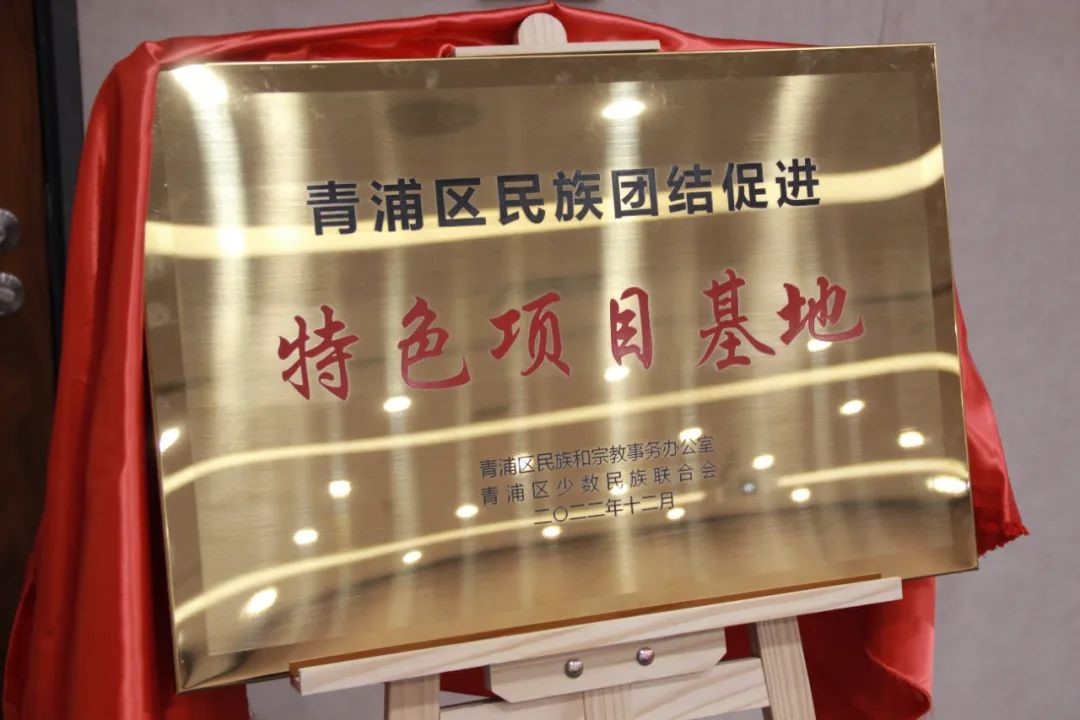 青浦区民族团结促进
特色项目基地
青浦区民族和宗教事务办公室
青浦区少数民族联合会
二〇二二年十二月